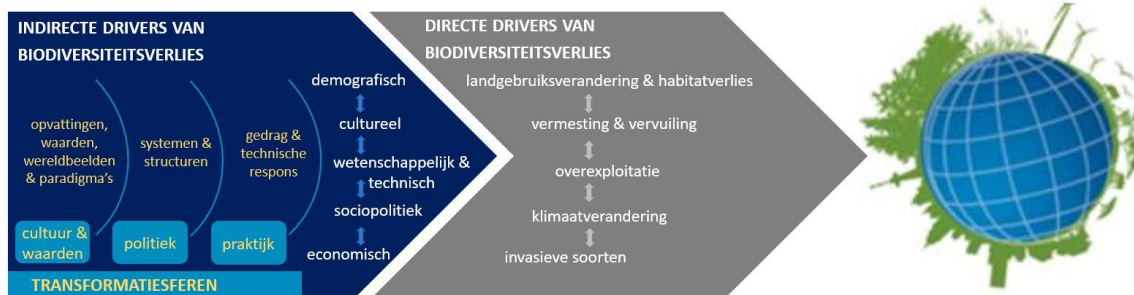 INDIRECTE DRIVERS VAN
BIODIVERSITEITSVERLIES
opvattingen,
waarden,
wereldbeelden
& paradigma's
systemen &
structuren
gedrag &
technische
respons
cultuur &
waarden
politiek
praktijk
TRANSFORMATIESFEREN
demografisch
cultureel
wetenschappelijk &
technisch
sociopolitiek
economisch
DIRECTE DRIVERS VAN
BIODIVERSITEITSVERLIES
landgebruiksverandering & habitatverlies
vermesting & vervuiling
overexploitatie
klimaatverandering
invasieve soorten